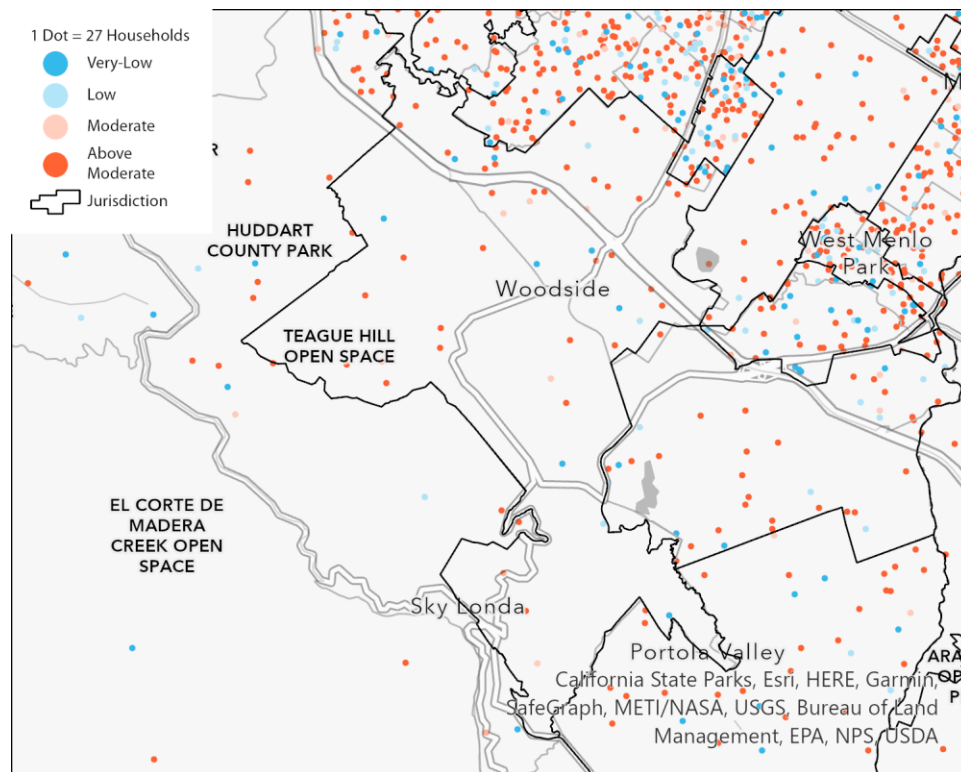 1 Dot = 27 Households
Very-Low
Low
Moderate
Above
Moderate
Jurisdiction
HUDDART
COUNTY PARK
West Menlo
Park
Woodside
TEAGUE HILL
OPEN SPACE
EL CORTE DE
MADERA
CREEK OPEN
SPACE
Sky Londa
Portola Valley
California State Parks, Esri, HERE, Garmin,
SafeGraph, METI/NASA, USGS, Bureau of Land
Management, EPA, NPS, USDA